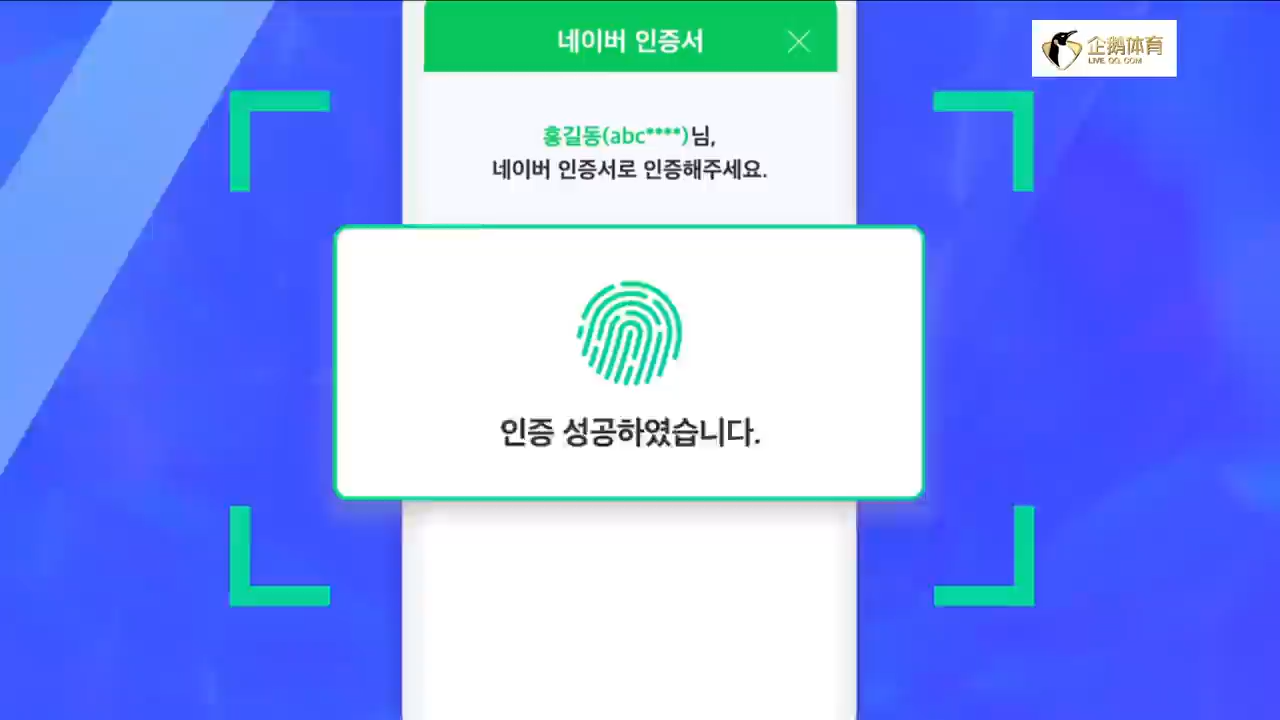 네이버 인증서
企鹅体育
LIVE.QQ.COM
홍길동(abc****)님,
네이버 인증서로 인증해주세요.
인증 성공하였습니다.